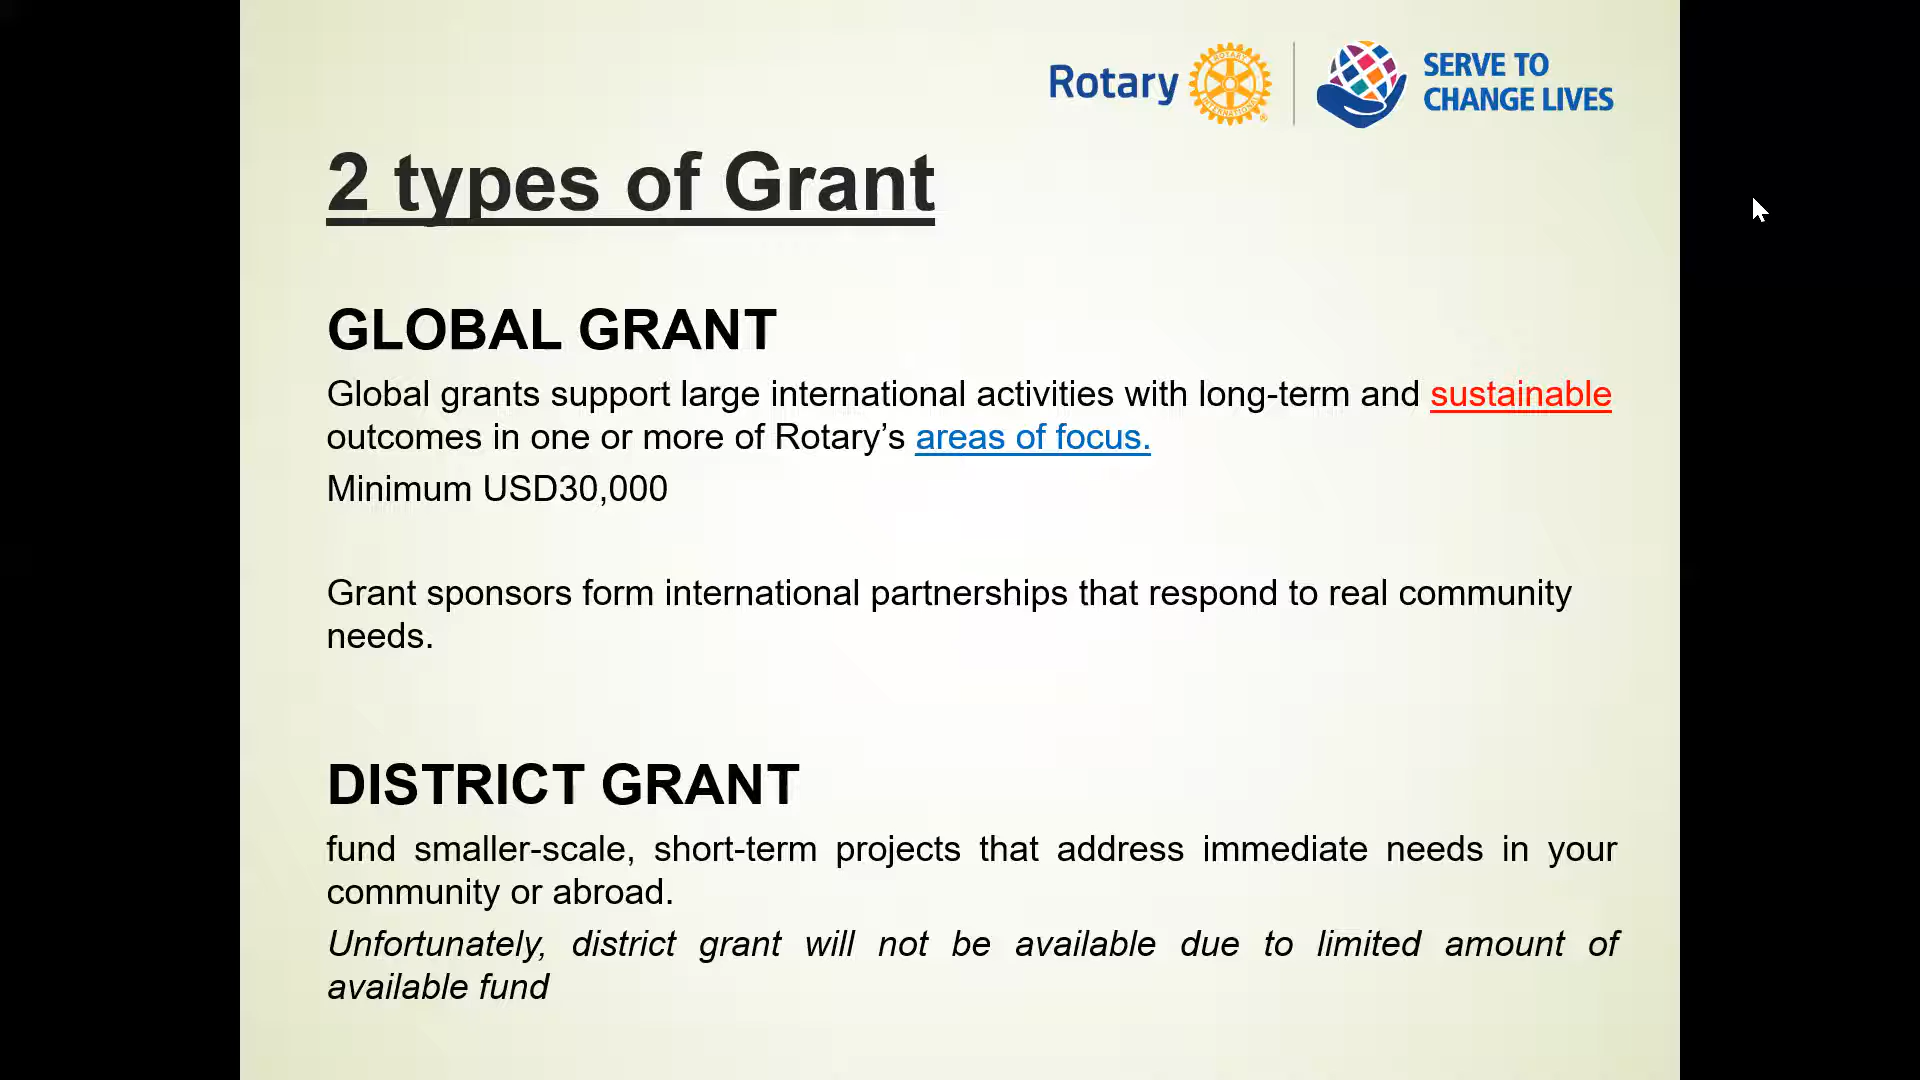 Rotary
ROTARY
INTERNATIONAL
SERVE TO
CHANGE LIVES
2 types of Grant
GLOBAL GRANT
Global grants support large international activities with long-term and sustainable
outcomes in one or more of Rotary’s areas of focus.
Minimum USD30,000
Grant sponsors form international partnerships that respond to real community
needs.
DISTRICT GRANT
fund smaller-scale, short-term projects that address immediate needs in your
community or abroad.
Unfortunately, district grant will not be available due to limited amount of
available fund